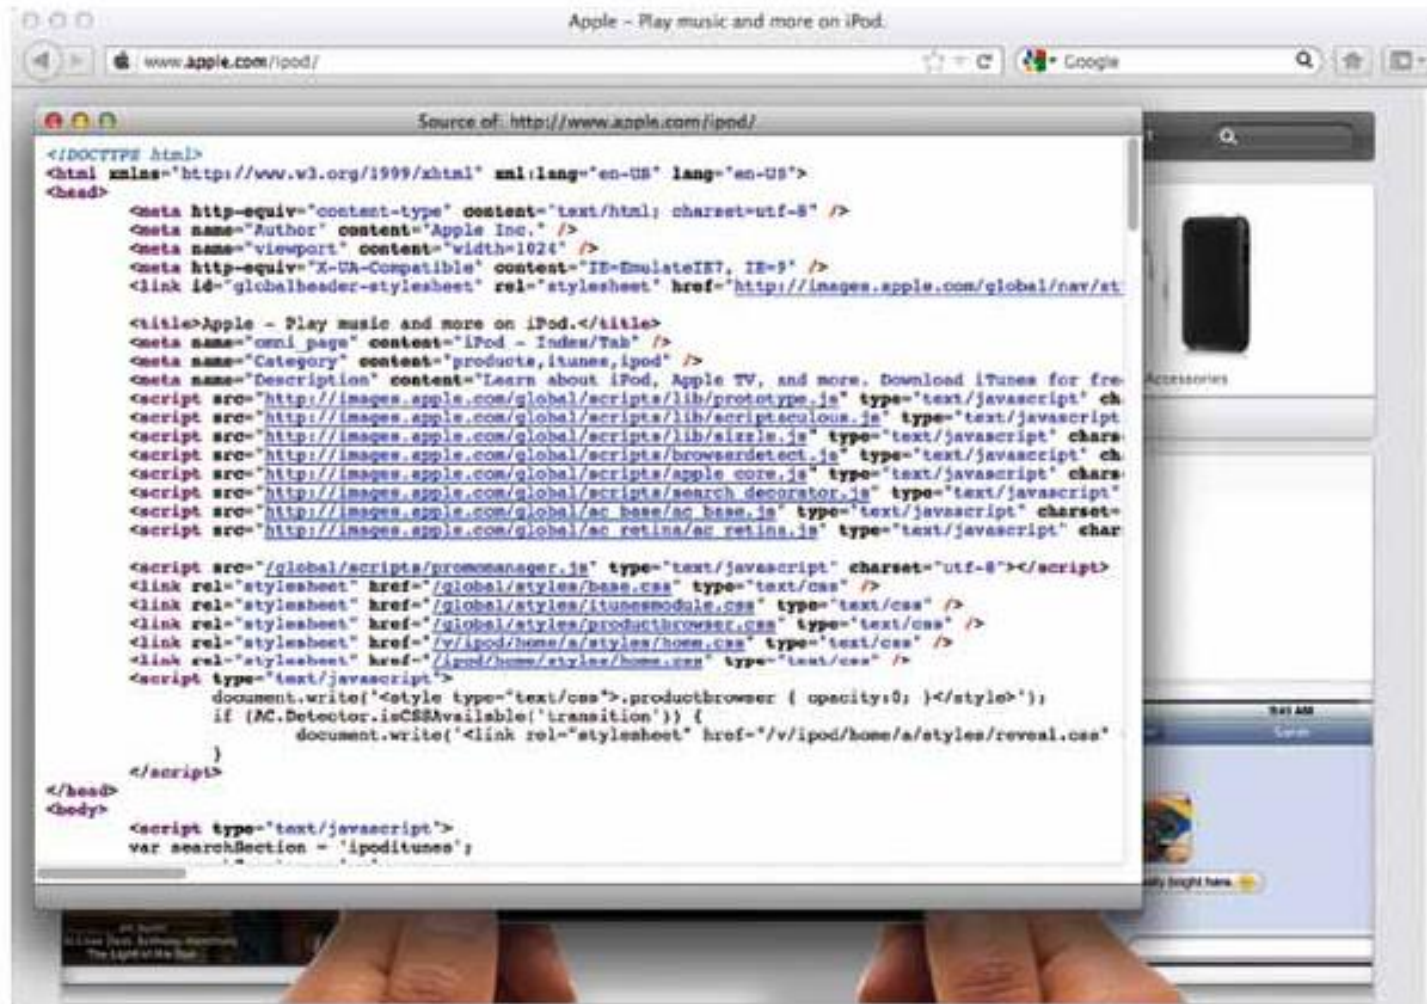 Apple – Play music and more on iPod.
www.apple.com/ipod/
Google
Source of: http://www.apple.com/ipod/
<!DOCTYPE html>
<html xmlns="http://www.w3.org/1999/xhtml" xml:lang="en-US" lang="en-US">
<head>
<meta http-equiv="content-type" content="text/html; charset=utf-8" />
<meta name="Author" content="Apple Inc." />
<meta name="viewport" content="width=1024" />
<meta http-equiv="X-UA-Compatible" content="IE=EmulateIE7, IE=9" />
<link id="globalheader-stylesheet" rel="stylesheet" href="http://images.apple.com/global/nav/st
<title>Apple - Play music and more on iPod.</title>
<meta name="omni_page" content="iPod - Index/Tab" />
<meta name="Category" content="products,itunes,ipod" />
<meta name="Description" content="Learn about iPod, Apple TV, and more. Download iTunes for fre
<script src="http://images.apple.com/global/scripts/lib/prototype.js" type="text/javascript" ch
<script src="http://images.apple.com/global/scripts/lib/scriptaculous.js" type="text/javascript
<script src="http://images.apple.com/global/scripts/lib/sizzle.js" type="text/javascript" chars
<script src="http://images.apple.com/global/scripts/browserdetect.js" type="text/javascript" ch
<script src="http://images.apple.com/global/scripts/apple_core.js" type="text/javascript" chars
<script src="http://images.apple.com/global/scripts/search_decorator.js" type="text/javascript"
<script src="http://images.apple.com/global/ac_base/ac_base.js" type="text/javascript" charset=
<script src="http://images.apple.com/global/ac_retina/ac_retina.js" type="text/javascript" char
<script src="/global/scripts/promomanager.js" type="text/javascript" charset="utf-8"></script>
<link rel="stylesheet" href="/global/styles/base.css" type="text/css" />
<link rel="stylesheet" href="/global/styles/itunesmodule.css" type="text/css" />
<link rel="stylesheet" href="/global/styles/productbrowser.css" type="text/css" />
<link rel="stylesheet" href="/v/ipod/home/a/styles/home.css" type="text/css" />
<link rel="stylesheet" href="/ipod/home/styles/home.css" type="text/css" />
<script type="text/javascript">
document.write('<style type="text/css">.productbrowser { opacity:0; }</style>');
if (AC.Detector.isCSSAvailable('transition')) {
document.write('<link rel="stylesheet" href="/v/ipod/home/a/styles/reveal.css"
}
</script>
</head>
<body>
<script type="text/javascript">
var searchSection = 'ipoditunes';
Accessories
9:41 AM
Sarah
bright here.
The Light of the Sun